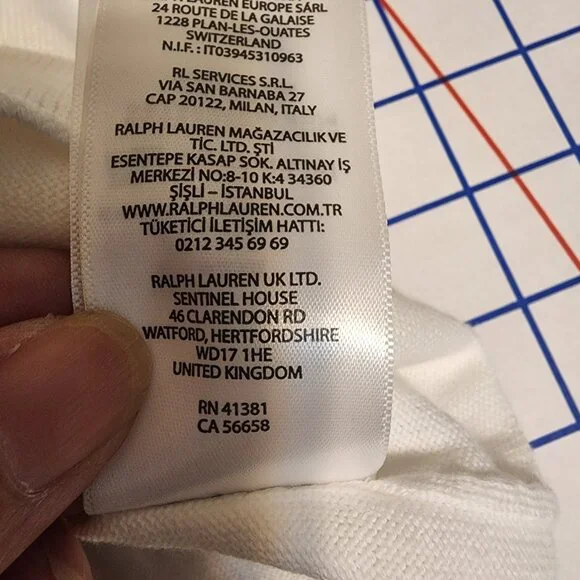 LAUREN EUROPE SÀRL
24 ROUTE DE LA GALAISE
1228 PLAN-LES-OUATES
SWITZERLAND
N.I.F.: IT03945310963
RL SERVICES S.R.L.
VIA SAN BARNABA 27
CAP 20122, MILAN, ITALY
RALPH LAUREN MAĞAZACILIK VE
TİC. LTD. ŞTİ
ESENTEPE KASAP SOK. ALTINAY İŞ
MERKEZİ NO:8-10 K:4 34360
ŞİŞLİ – İSTANBUL
WWW.RALPHLAUREN.COM.TR
TÜKETİCİ İLETİŞİM HATTI:
0212 345 69 69
RALPH LAUREN UK LTD.
SENTINEL HOUSE
46 CLARENDON RD
WATFORD, HERTFORDSHIRE
WD17 1HE
UNITED KINGDOM
RN 41381
CA 56658